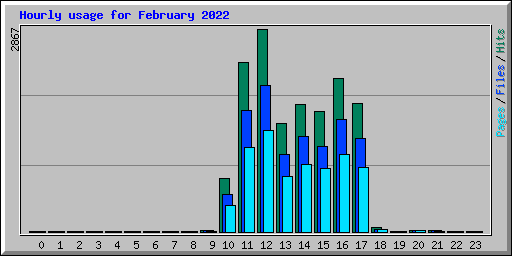 Hourly usage for February 2022
2867
Pages / Files / Hits
0 1 2 3 4 5 6 7 8 9 10 11 12 13 14 15 16 17 18 19 20 21 22 23